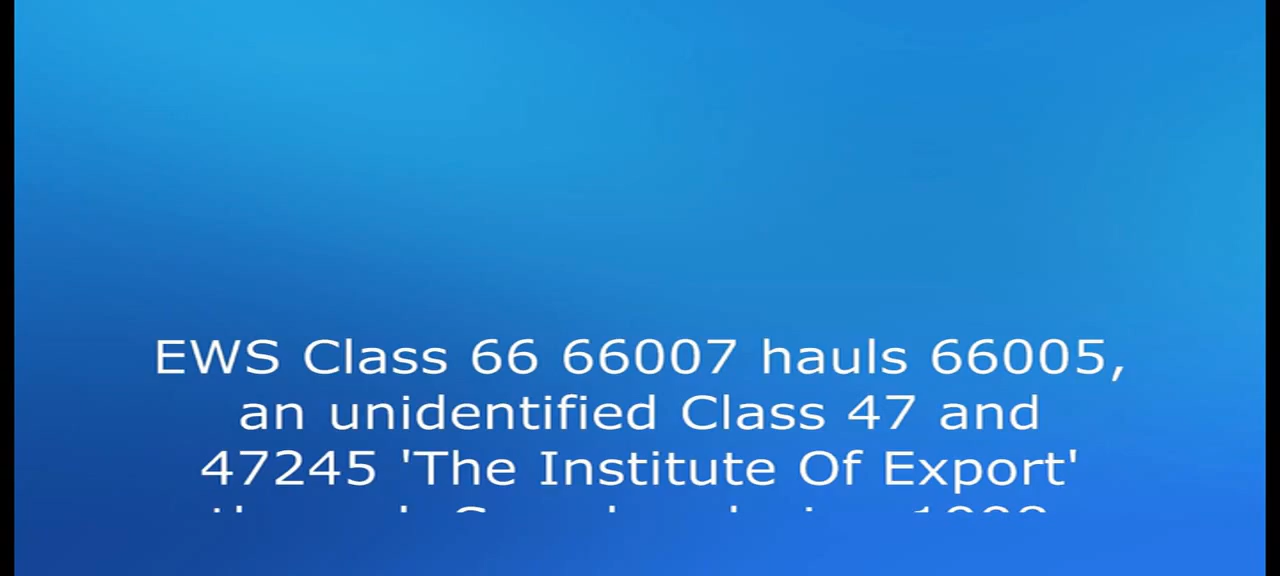 EWS Class 66 66007 hauls 66005,
an unidentified Class 47 and
47245 'The Institute Of Export'